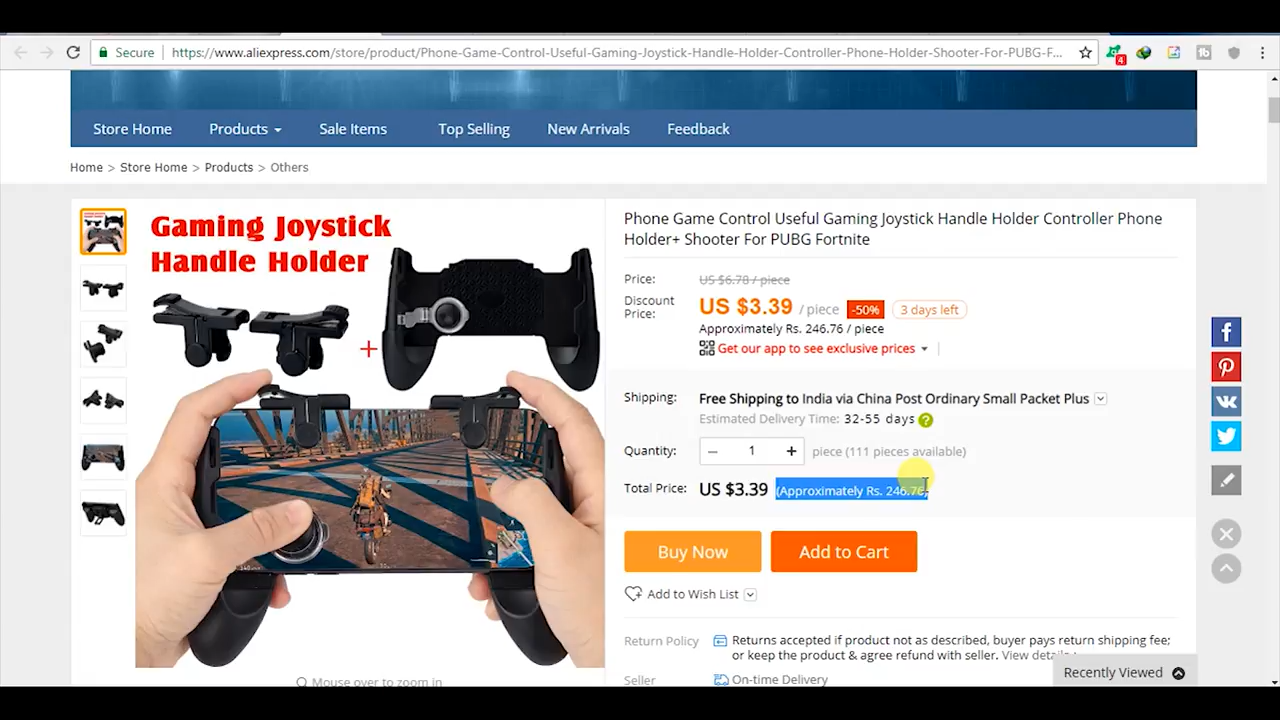 Secure
https://www.aliexpress.com/store/product/Phone-Game-Control-Useful-Gaming-Joystick-Handle-Holder-Controller-Phone-Holder-Shooter-For-PUBG-F...
4
Store Home Products Sale Items Top Selling New Arrivals Feedback
Home > Store Home > Products > Others
Gaming Joystick
Handle Holder
+
Phone Game Control Useful Gaming Joystick Handle Holder Controller Phone
Holder+ Shooter For PUBG Fortnite
Price: US $6.78 / piece
Discount
Price: US $3.39 / piece -50% 3 days left
Approximately Rs. 246.76 / piece
Get our app to see exclusive prices
Shipping: Free Shipping to India via China Post Ordinary Small Packet Plus
Estimated Delivery Time: 32-55 days ?
Quantity: – 1 + piece (111 pieces available)
Total Price: US $3.39 (Approximately Rs. 246.76)
Buy Now Add to Cart
Add to Wish List
Return Policy Returns accepted if product not as described, buyer pays return shipping fee;
or keep the product & agree refund with seller. View details
Seller On-time Delivery
Mouse over to zoom in
Recently Viewed